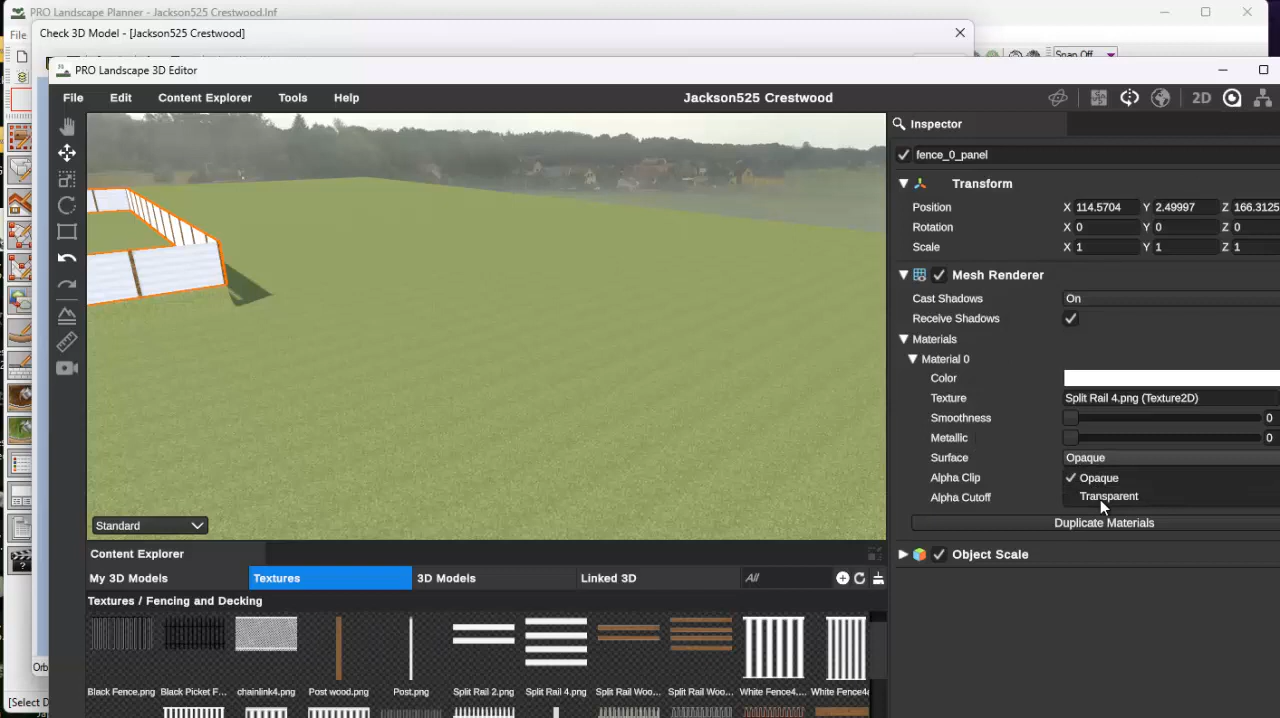 PRO Landscape Planner - Jackson525 Crestwood.Inf
File
Check 3D Model - [Jackson525 Crestwood]
Snap Off
PRO Landscape 3D Editor
File Edit Content Explorer Tools Help
Jackson525 Crestwood
2D
Inspector
fence_0_panel
Transform
Position X 114.5704 Y 2.49997 Z 166.3125
Rotation X 0 Y 0 Z 0
Scale X 1 Y 1 Z 1
Mesh Renderer
Cast Shadows On
Receive Shadows
Materials
Material 0
Color
Texture Split Rail 4.png (Texture2D)
Smoothness 0
Metallic 0
Surface Opaque
Alpha Clip Opaque
Alpha Cutoff Transparent
Duplicate Materials
Object Scale
Standard
Content Explorer
My 3D Models Textures 3D Models Linked 3D All
Textures / Fencing and Decking
Black Fence.png Black Picket F... chainlink4.png Post wood.png Post.png Split Rail 2.png Split Rail 4.png Split Rail Woo... Split Rail Woo... White Fence4.... White Fence4
Orb
[Select D